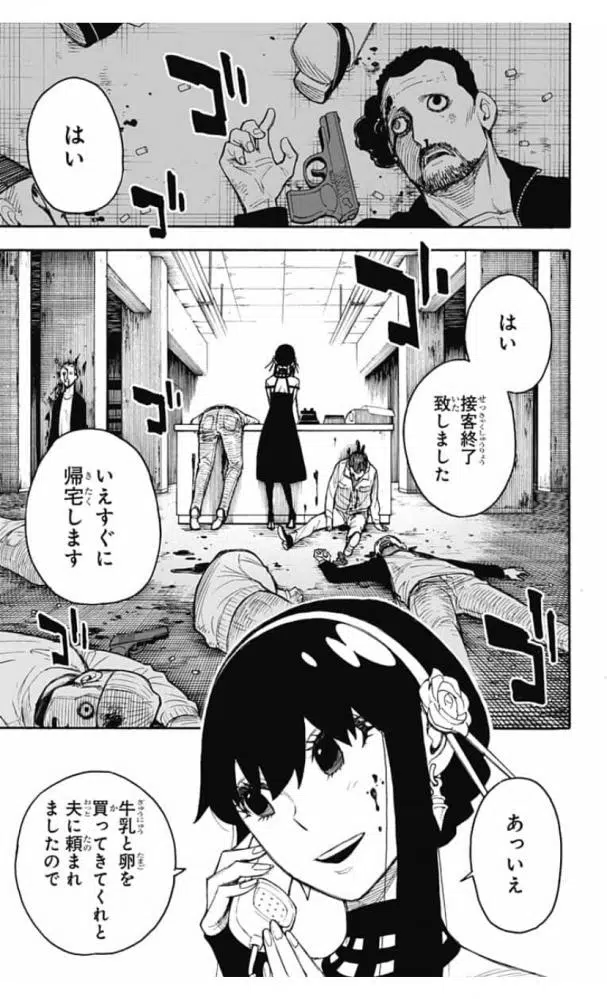 はい
ゴゴ
はい
接客終了
致しました
いえすぐに
帰宅します
ゴゴゴ
あっいえ
牛乳と卵を
買ってきてくれと
夫に頼まれ
ましたので